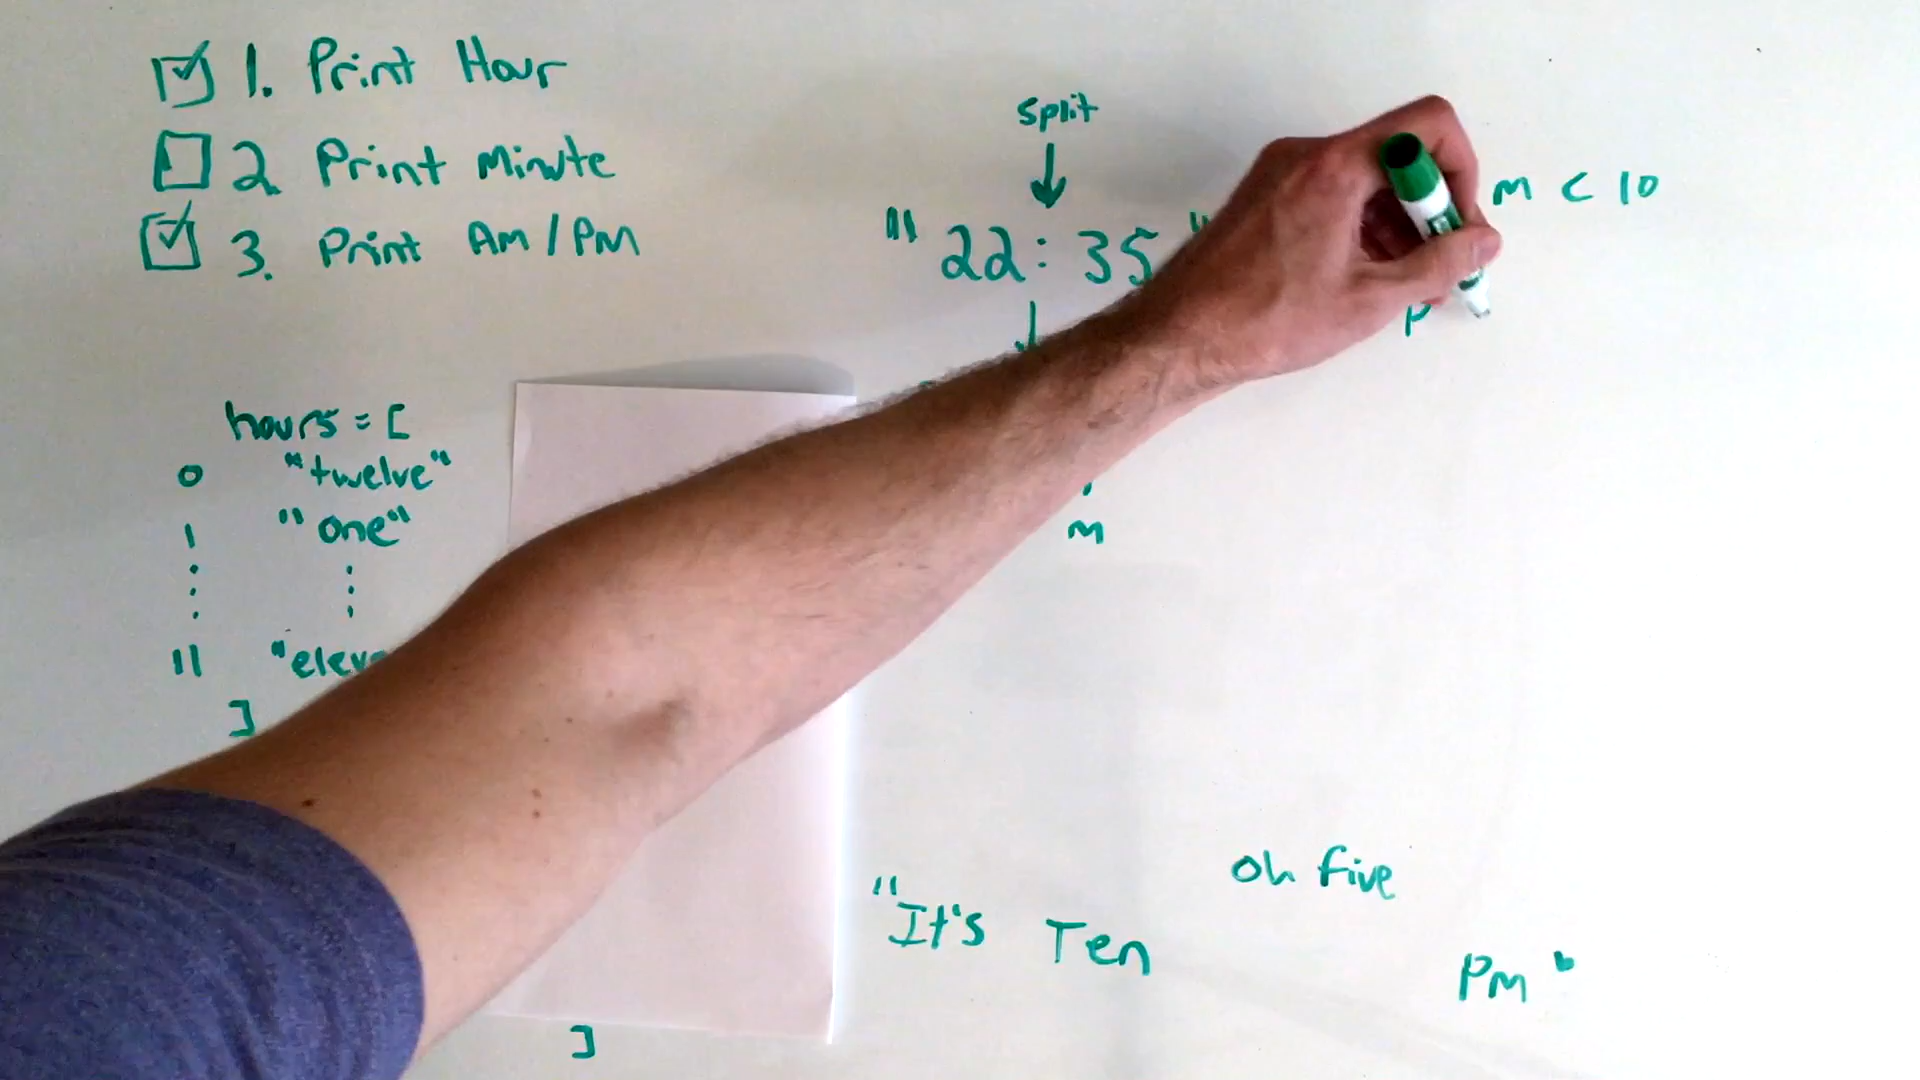 1. Print Hour
2. Print Minute
3. Print AM/PM
split
"22:35"
m < 10
P
hours = [
0 "twelve"
1 "one"
11 "eleve
]
m
oh five
"It's Ten
PM"
]